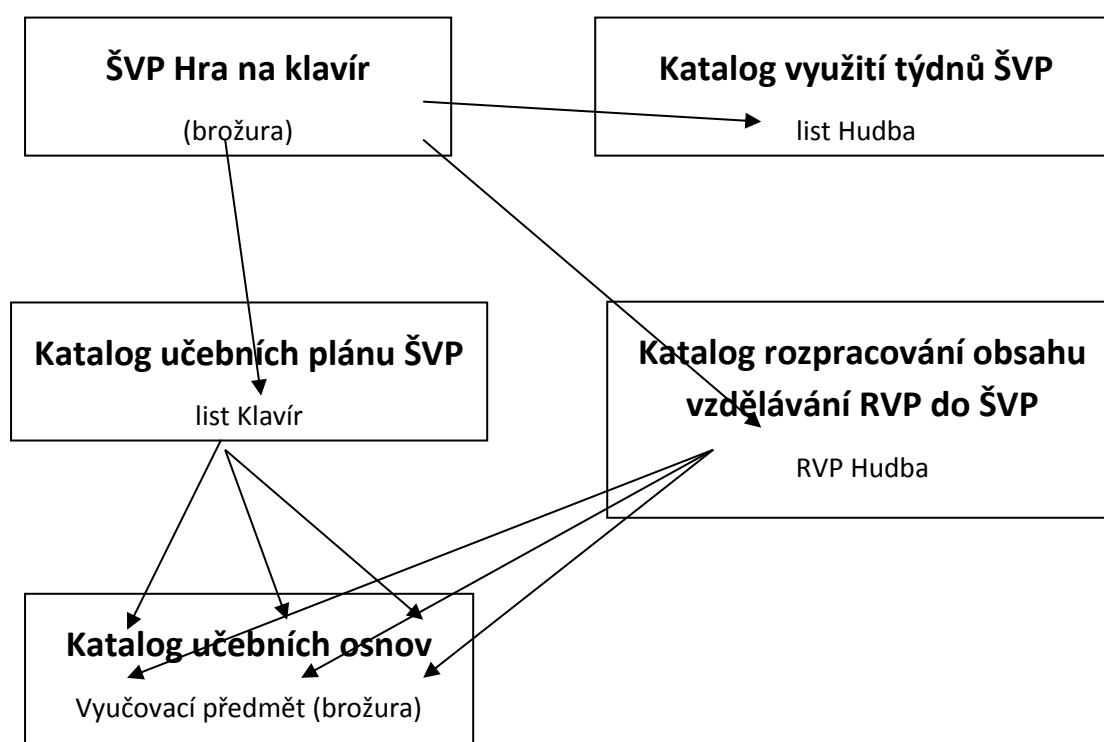 ŠVP Hra na klavír
(brožura)
Katalog využití týdnů ŠVP
list Hudba
Katalog učebních plánu ŠVP
list Klavír
Katalog rozpracování obsahu
vzdělávání RVP do ŠVP
RVP Hudba
Katalog učebních osnov
Vyučovací předmět (brožura)